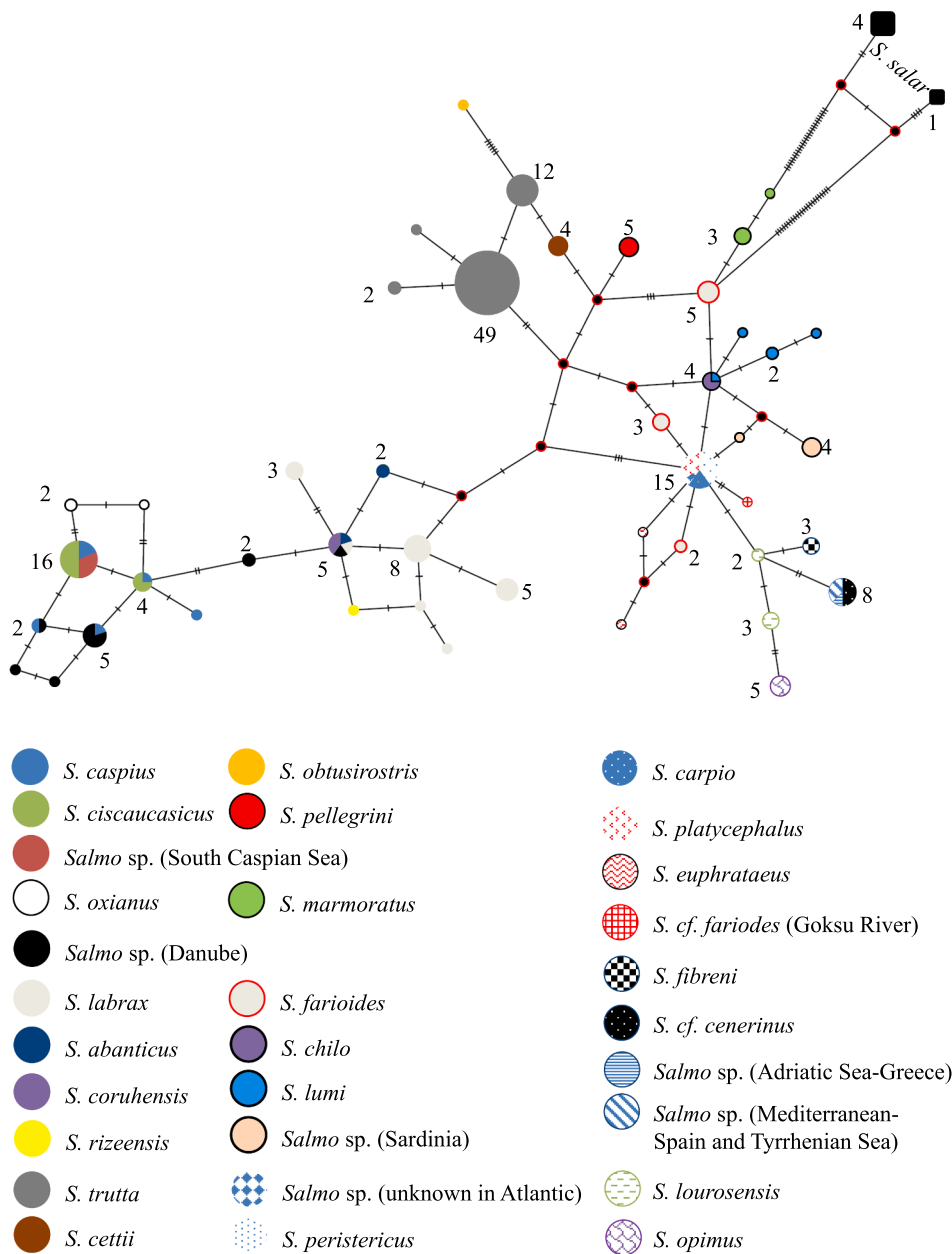 4
S. salar
1
12
4
5
3
2
49
5
4
2
3
4
15
2
3
2
16
2
5
8
3
2
4
5
2
8
2
5
3
5
S. caspius
S. ciscaucasicus
Salmo sp. (South Caspian Sea)
S. oxianus
Salmo sp. (Danube)
S. labrax
S. abanticus
S. coruhensis
S. rizeensis
S. trutta
S. cettii
S. obtusirostris
S. pellegrini
S. marmoratus
S. farioides
S. chilo
S. lumi
Salmo sp. (Sardinia)
Salmo sp. (unknown in Atlantic)
S. peristericus
S. carpio
S. platycephalus
S. euphrataeus
S. cf. fariodes (Goksu River)
S. fibreni
S. cf. cenerinus
Salmo sp. (Adriatic Sea-Greece)
Salmo sp. (Mediterranean-
Spain and Tyrrhenian Sea)
S. lourosensis
S. opimus